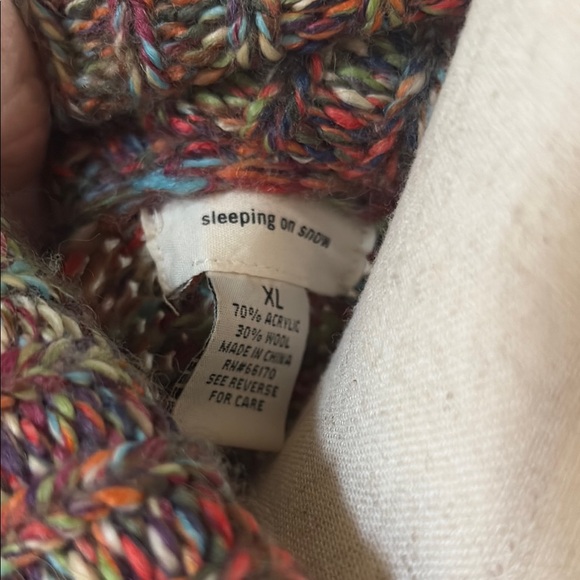 sleeping on snow
XL
70% ACRYLIC
30% WOOL
MADE IN CHINA
RN#66170
SEE REVERSE
FOR CARE